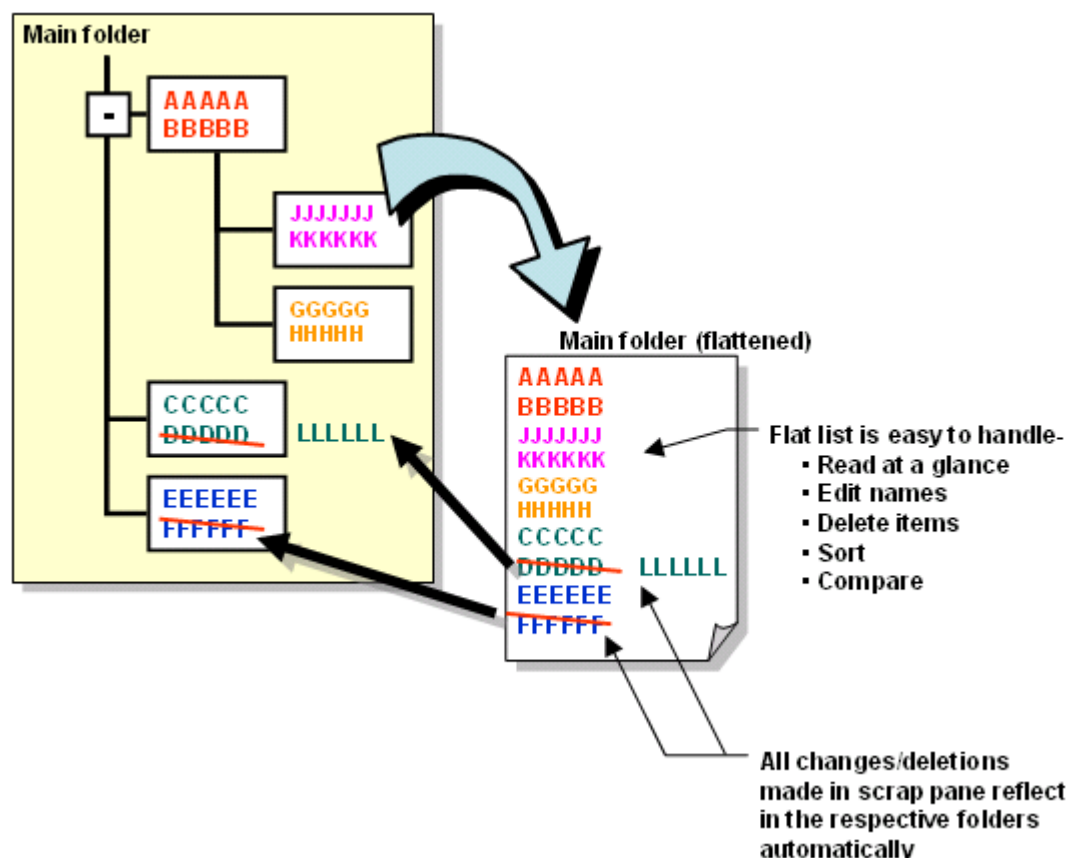 Main folder
-
AAAAA
BBBBB
JJJJJJJ
KKKKKK
GGGGG
HHHHH
CCCCC
DDDDD LLLLLL
EEEEEE
FFFFFF
Main folder (flattened)
AAAAA
BBBBB
JJJJJJJ
KKKKKK
GGGGG
HHHHH
CCCCC
DDDDD LLLLLL
EEEEEE
FFFFFF
Flat list is easy to handle-
▪ Read at a glance
▪ Edit names
▪ Delete items
▪ Sort
▪ Compare
All changes/deletions
made in scrap pane reflect
in the respective folders
automatically